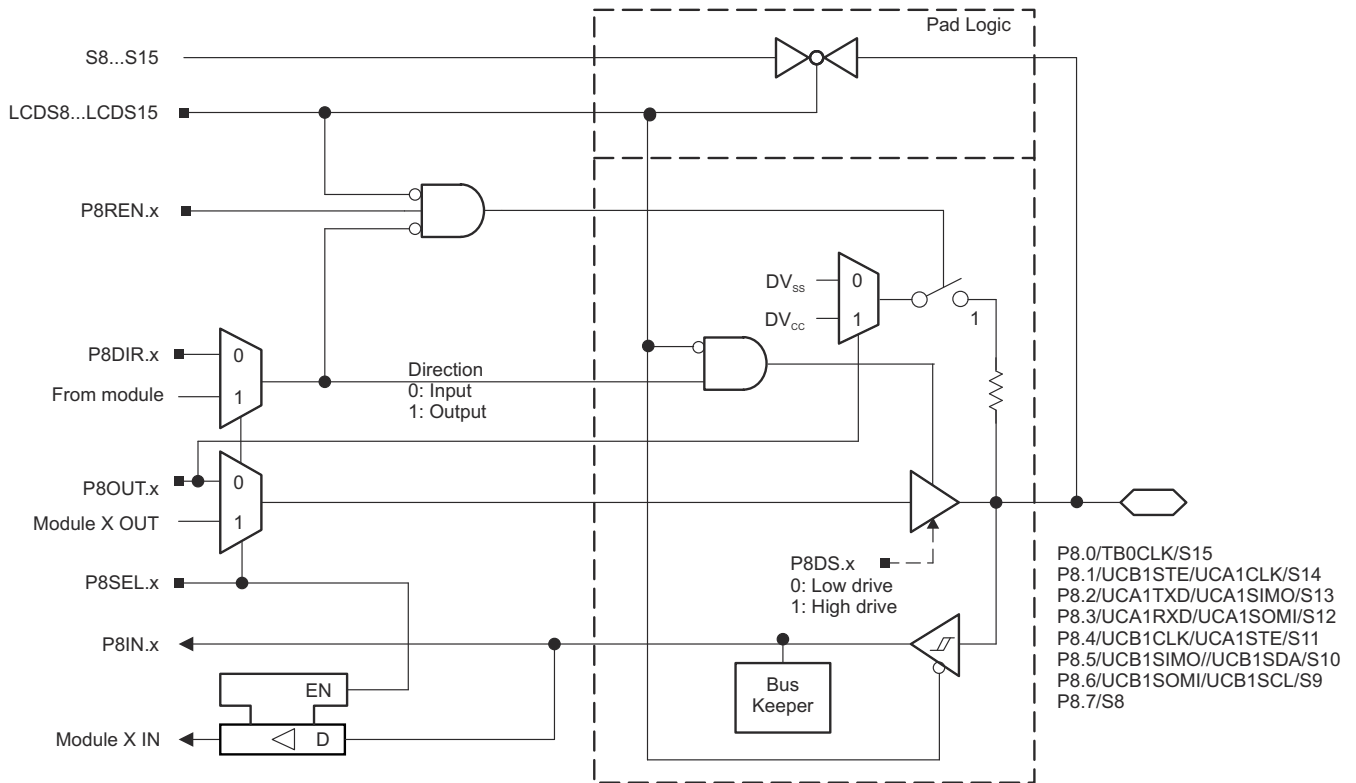 Pad Logic
S8...S15
LCDS8...LCDS15
P8REN.x
DVSS
0
DVCC
1
1
P8DIR.x
0
From module
1
Direction
0: Input
1: Output
P8OUT.x
0
Module X OUT
1
P8SEL.x
P8DS.x
0: Low drive
1: High drive
P8IN.x
EN
Bus
Keeper
Module X IN
D
P8.0/TB0CLK/S15
P8.1/UCB1STE/UCA1CLK/S14
P8.2/UCA1TXD/UCA1SIMO/S13
P8.3/UCA1RXD/UCA1SOMI/S12
P8.4/UCB1CLK/UCA1STE/S11
P8.5/UCB1SIMO//UCB1SDA/S10
P8.6/UCB1SOMI/UCB1SCL/S9
P8.7/S8